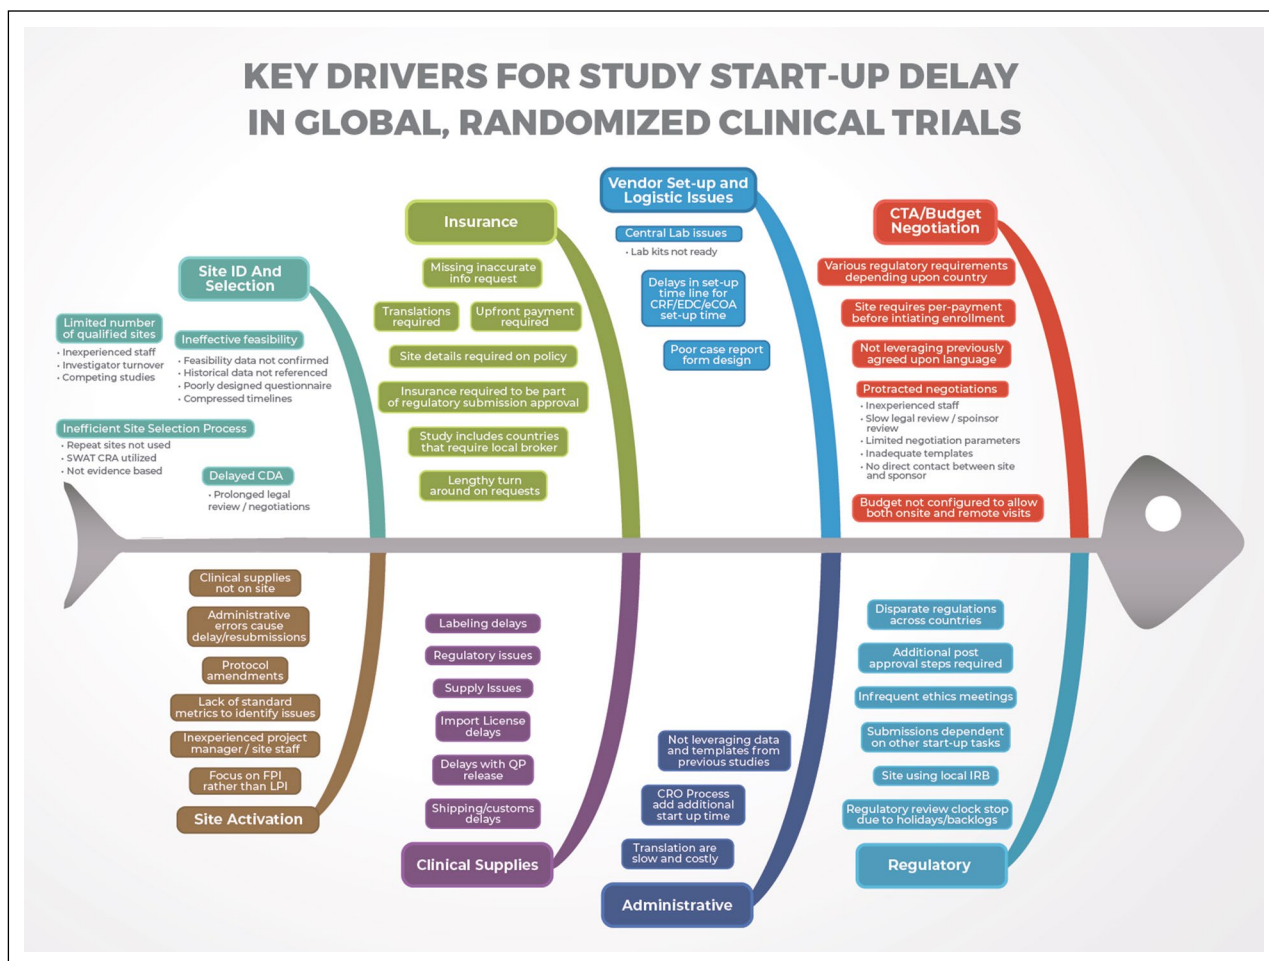 KEY DRIVERS FOR STUDY START-UP DELAY
IN GLOBAL, RANDOMIZED CLINICAL TRIALS
Site ID And
Selection
Limited number
of qualified sites
• Inexperienced staff
• Investigator turnover
• Competing studies
Ineffective feasibility
• Feasibility data not confirmed
• Historical data not referenced
• Poorly designed questionnaire
• Compressed timelines
Inefficient Site Selection Process
• Repeat sites not used
• SWAT CRA utilized
• Not evidence based
Delayed CDA
• Prolonged legal
review / negotiations
Insurance
Missing inaccurate
info request
Translations
required
Upfront payment
required
Site details required on policy
Insurance required to be part
of regulatory submission approval
Study includes countries
that require local broker
Lengthy turn
around on requests
Vendor Set-up and
Logistic Issues
Central Lab issues
• Lab kits not ready
Delays in set-up
time line for
CRF/EDC/eCOA
set-up time
Poor case report
form design
CTA/Budget
Negotiation
Various regulatory requirements
depending upon country
Site requires per-payment
before intiating enrollment
Not leveraging previously
agreed upon language
Protracted negotiations
• Inexperienced staff
• Slow legal review / spoinsor
review
• Limited negotiation parameters
• Inadequate templates
• No direct contact between site
and sponsor
Budget not configured to allow
both onsite and remote visits
Clinical supplies
not on site
Administrative
errors cause
delay/resubmissions
Protocol
amendments
Lack of standard
metrics to identify issues
Inexperienced project
manager / site staff
Focus on FPI
rather than LPI
Site Activation
Labeling delays
Regulatory issues
Supply Issues
Import License
delays
Delays with QP
release
Shipping/customs
delays
Clinical Supplies
Not leveraging data
and templates from
previous studies
CRO Process
add additional
start up time
Translation are
slow and costly
Administrative
Disparate regulations
across countries
Additional post
approval steps required
Infrequent ethics meetings
Submissions dependent
on other start-up tasks
Site using local IRB
Regulatory review clock stop
due to holidays/backlogs
Regulatory